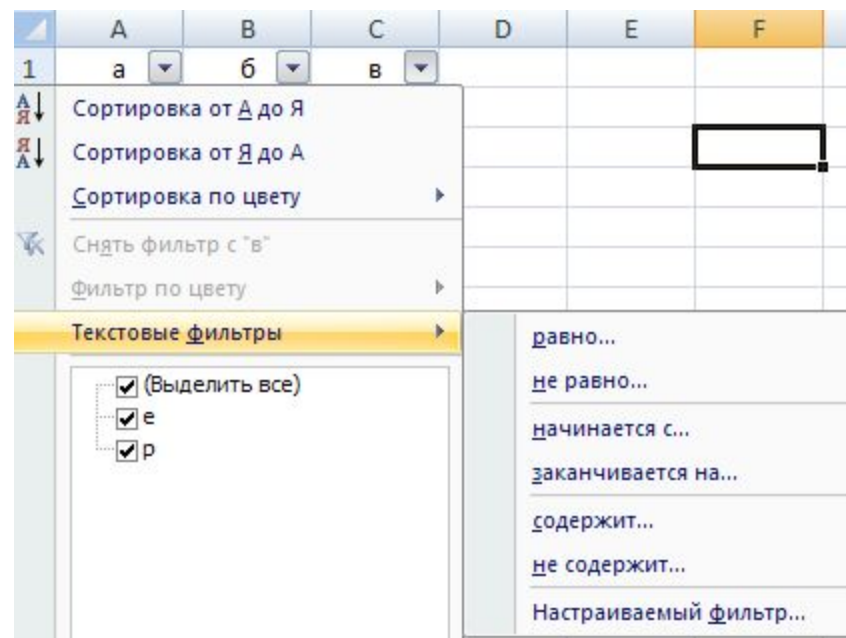 A B C D E F
1 а б в
Сортировка от А до Я
Сортировка от Я до А
Сортировка по цвету
Снять фильтр с "в"
Фильтр по цвету
Текстовые фильтры
(Выделить все)
е
р
равно...
не равно...
начинается с...
заканчивается на...
содержит...
не содержит...
Настраиваемый фильтр...